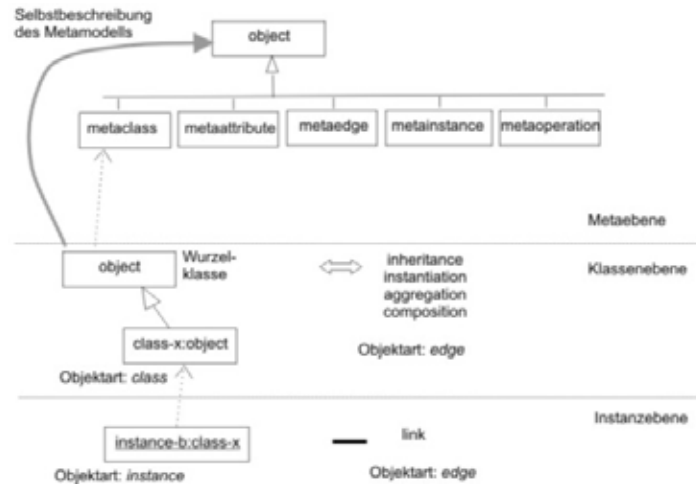 Selbstbeschreibung
des Metamodells
object
metaclass
metaattribute
metaedge
metainstance
metaoperation
Metaebene
object
Wurzel-
klasse
inheritance
instantiation
aggregation
composition
Klassenebene
class-x:object
Objektart: class
Objektart: edge
Instanzebene
instance-b:class-x
link
Objektart: instance
Objektart: edge